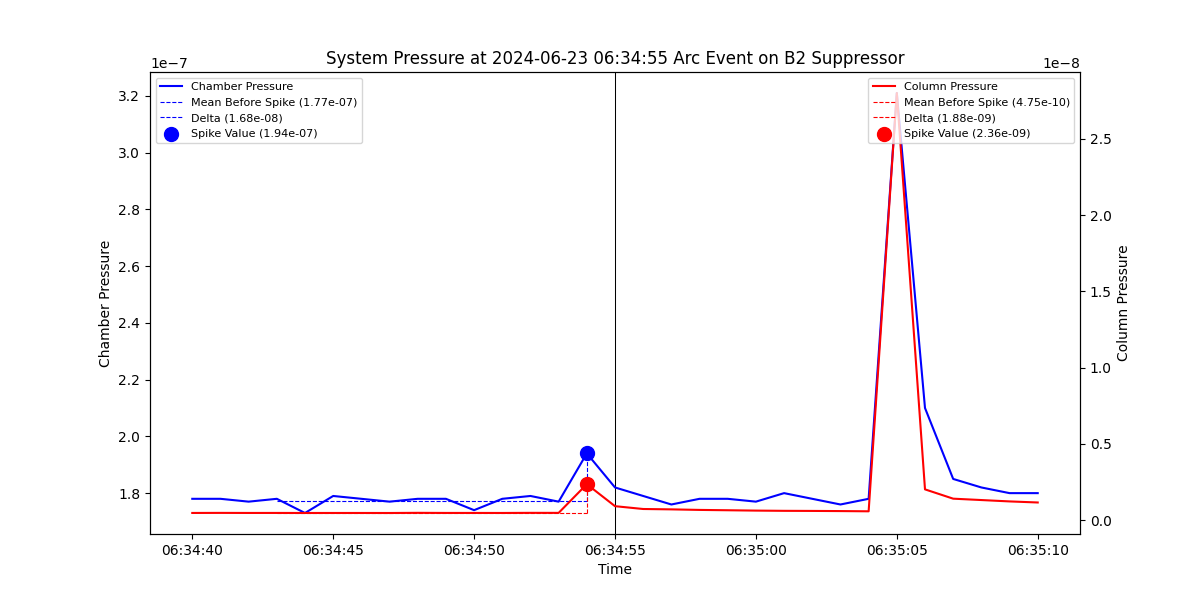 System Pressure at 2024-06-23 06:34:55 Arc Event on B2 Suppressor
1e−7
1e−8
Chamber Pressure
Mean Before Spike (1.77e-07)
Delta (1.68e-08)
Spike Value (1.94e-07)
Column Pressure
Mean Before Spike (4.75e-10)
Delta (1.88e-09)
Spike Value (2.36e-09)
3.2
3.0
2.8
2.6
2.4
2.2
2.0
1.8
Chamber Pressure
2.5
2.0
1.5
1.0
0.5
0.0
Column Pressure
06:34:40 06:34:45 06:34:50 06:34:55 06:35:00 06:35:05 06:35:10
Time